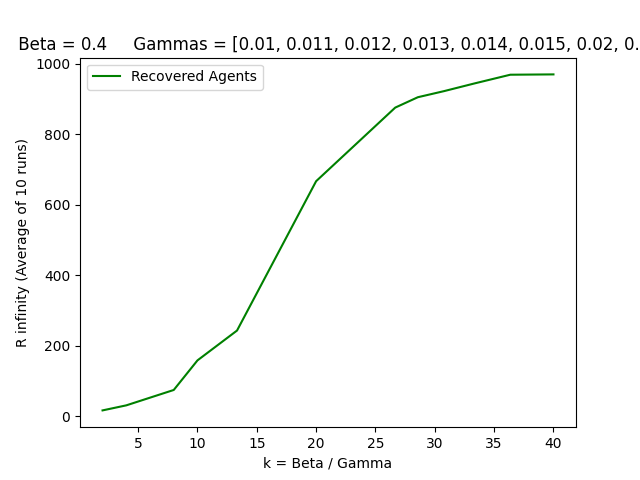 Beta = 0.4 Gammas = [0.01, 0.011, 0.012, 0.013, 0.014, 0.015, 0.02, 0.
Recovered Agents
1000
800
600
400
200
0
R infinity (Average of 10 runs)
5 10 15 20 25 30 35 40
k = Beta / Gamma